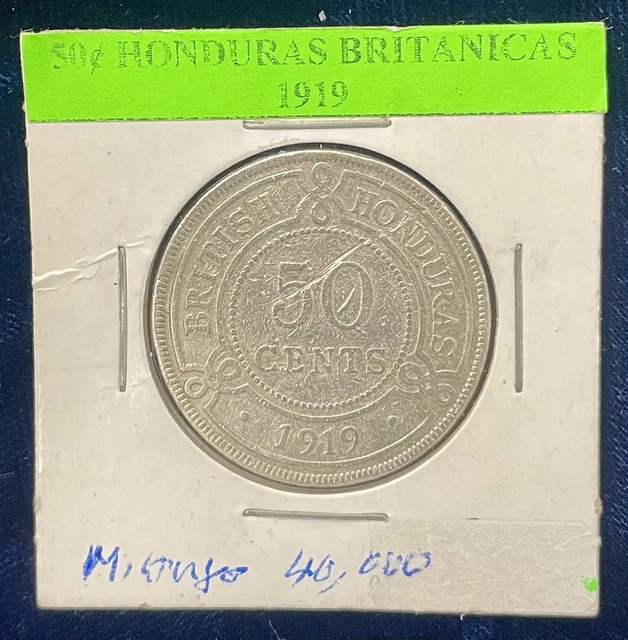 50¢ HONDURAS BRITANICAS
1919
BRITISH HONDURAS
50
CENTS
1919
40,000